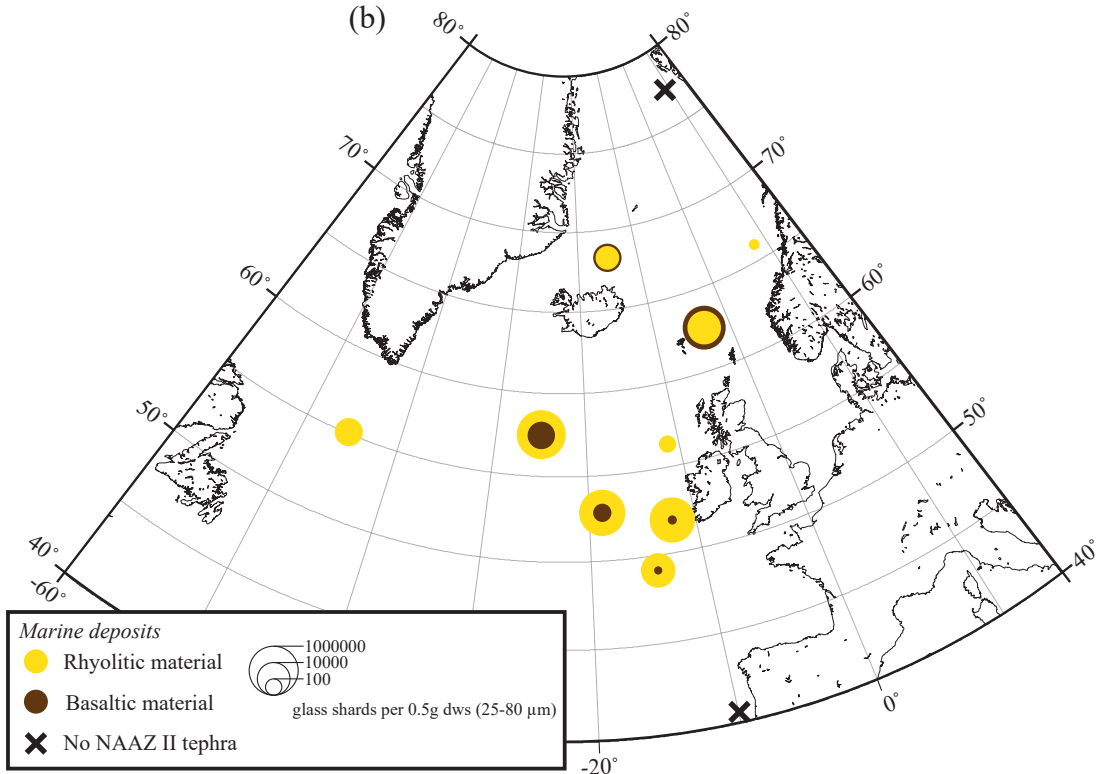 (b)
80°
80°
70°
70°
60°
60°
50°
50°
40°
-60°
40°
0°
-20°
Marine deposits
Rhyolitic material
Basaltic material
No NAAZ II tephra
1000000
10000
100
glass shards per 0.5g dws (25-80 µm)